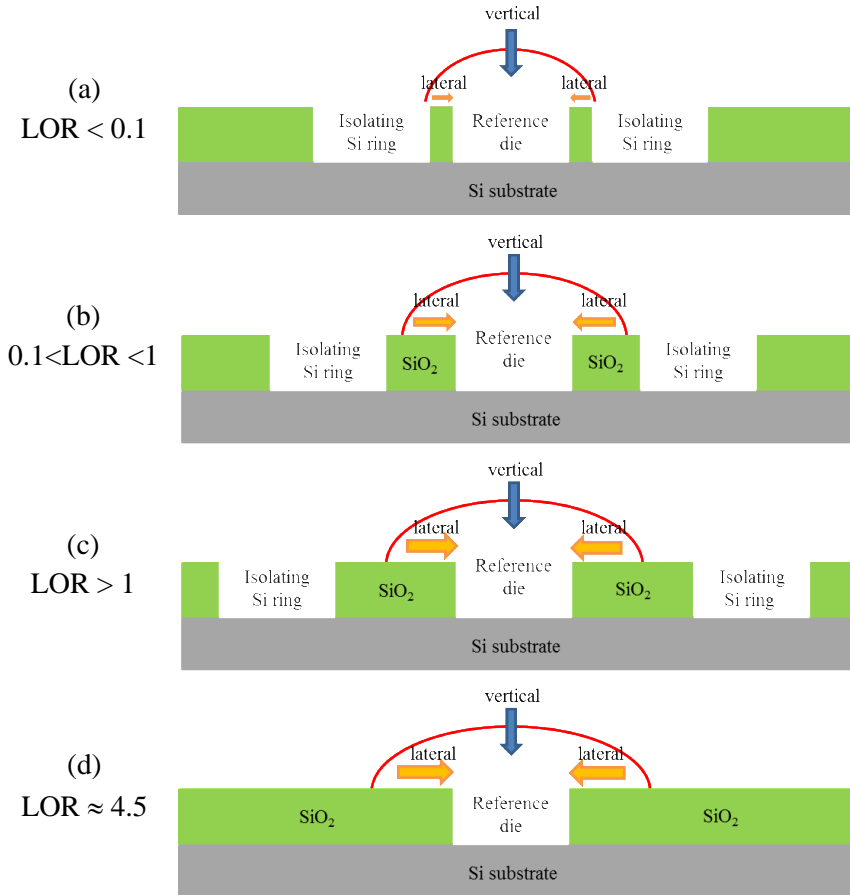 vertical
(a)
lateral
lateral
LOR < 0.1
Isolating
Si ring
Reference
die
Isolating
Si ring
Si substrate
vertical
(b)
lateral
lateral
0.1<LOR <1
Isolating
Si ring
SiO₂
Reference
die
SiO₂
Isolating
Si ring
Si substrate
vertical
(c)
lateral
lateral
LOR > 1
Isolating
Si ring
SiO₂
Reference
die
SiO₂
Isolating
Si ring
Si substrate
vertical
(d)
lateral
lateral
LOR ≈ 4.5
SiO₂
Reference
die
SiO₂
Si substrate